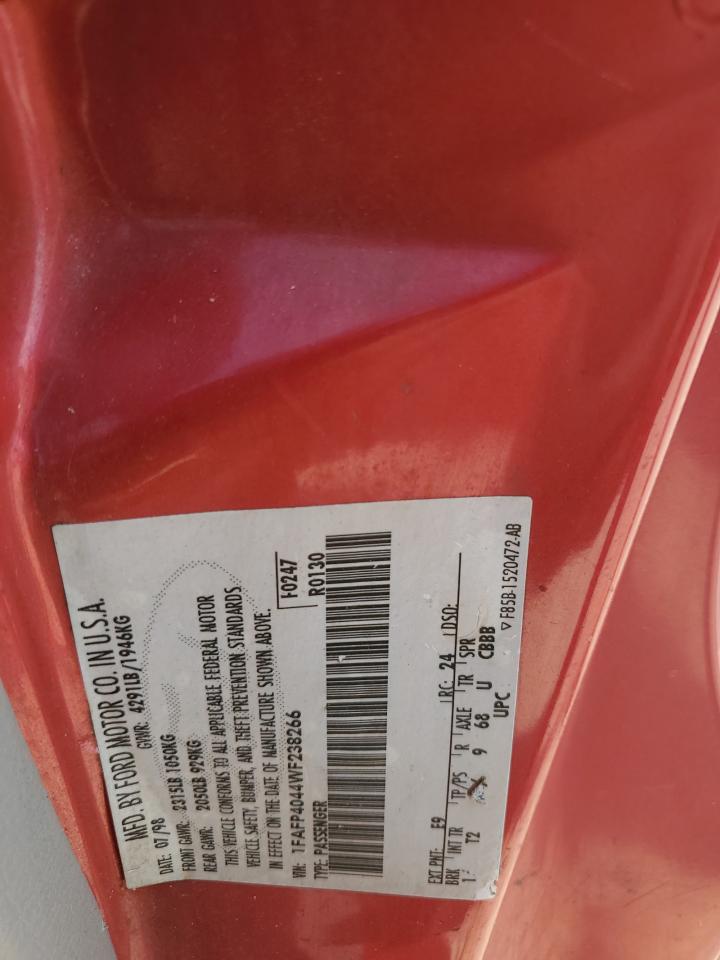 MFD. BY FORD MOTOR CO. IN U.S.A.
DATE: 07/98 GVWR: 4291LB/1946KG
FRONT GAWR: 2315LB 1050KG
REAR GAWR: 2050LB 929KG
THIS VEHICLE CONFORMS TO ALL APPLICABLE FEDERAL MOTOR
VEHICLE SAFETY, BUMPER, AND THEFT PREVENTION STANDARDS
IN EFFECT ON THE DATE OF MANUFACTURE SHOWN ABOVE.
VIN: 1FAFP4044WF238266 F0247
TYPE: PASSENGER R0130
EXT PNT: E9 RC: 24 DSO:
BRK INT TR TP/PS R AXLE TR SPR
1 T2 9 68 U CBBB
UPC
▽ F85B-1520472-AB